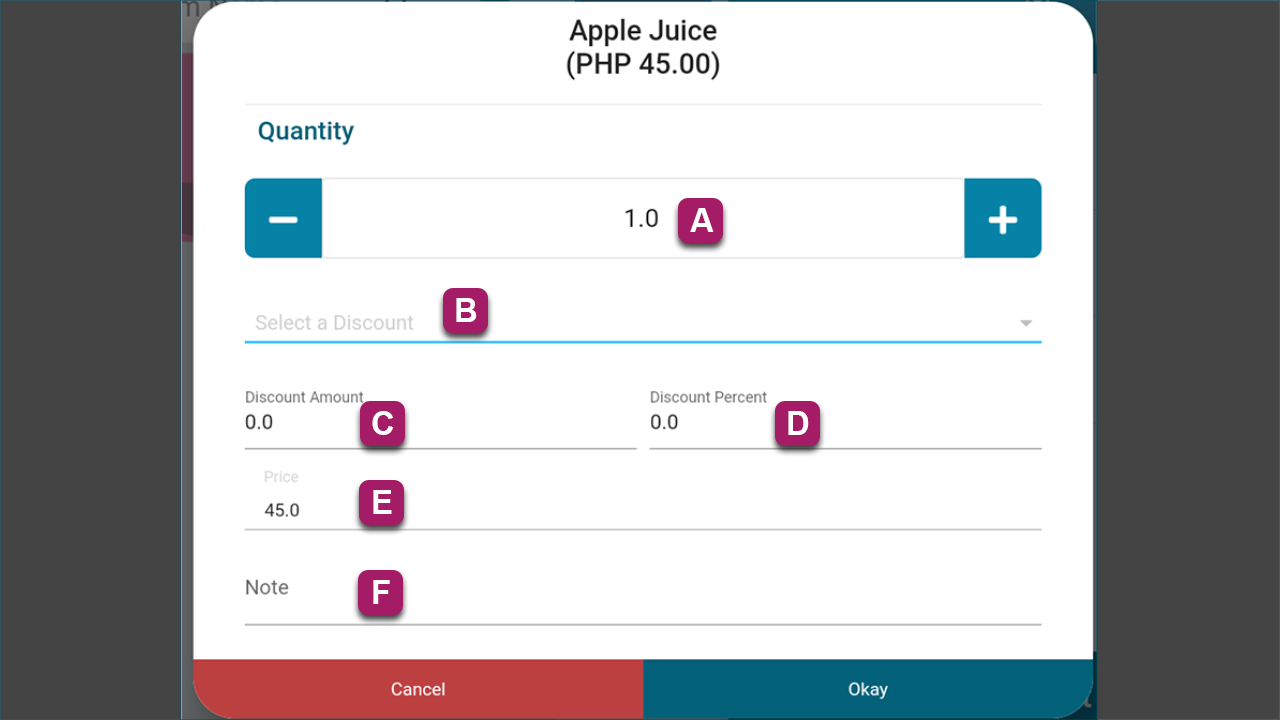 Apple Juice
(PHP 45.00)
Quantity
1.0 A
Select a Discount B
Discount Amount Discount Percent
0.0 C 0.0 D
Price
45.0 E
Note F
Cancel Okay